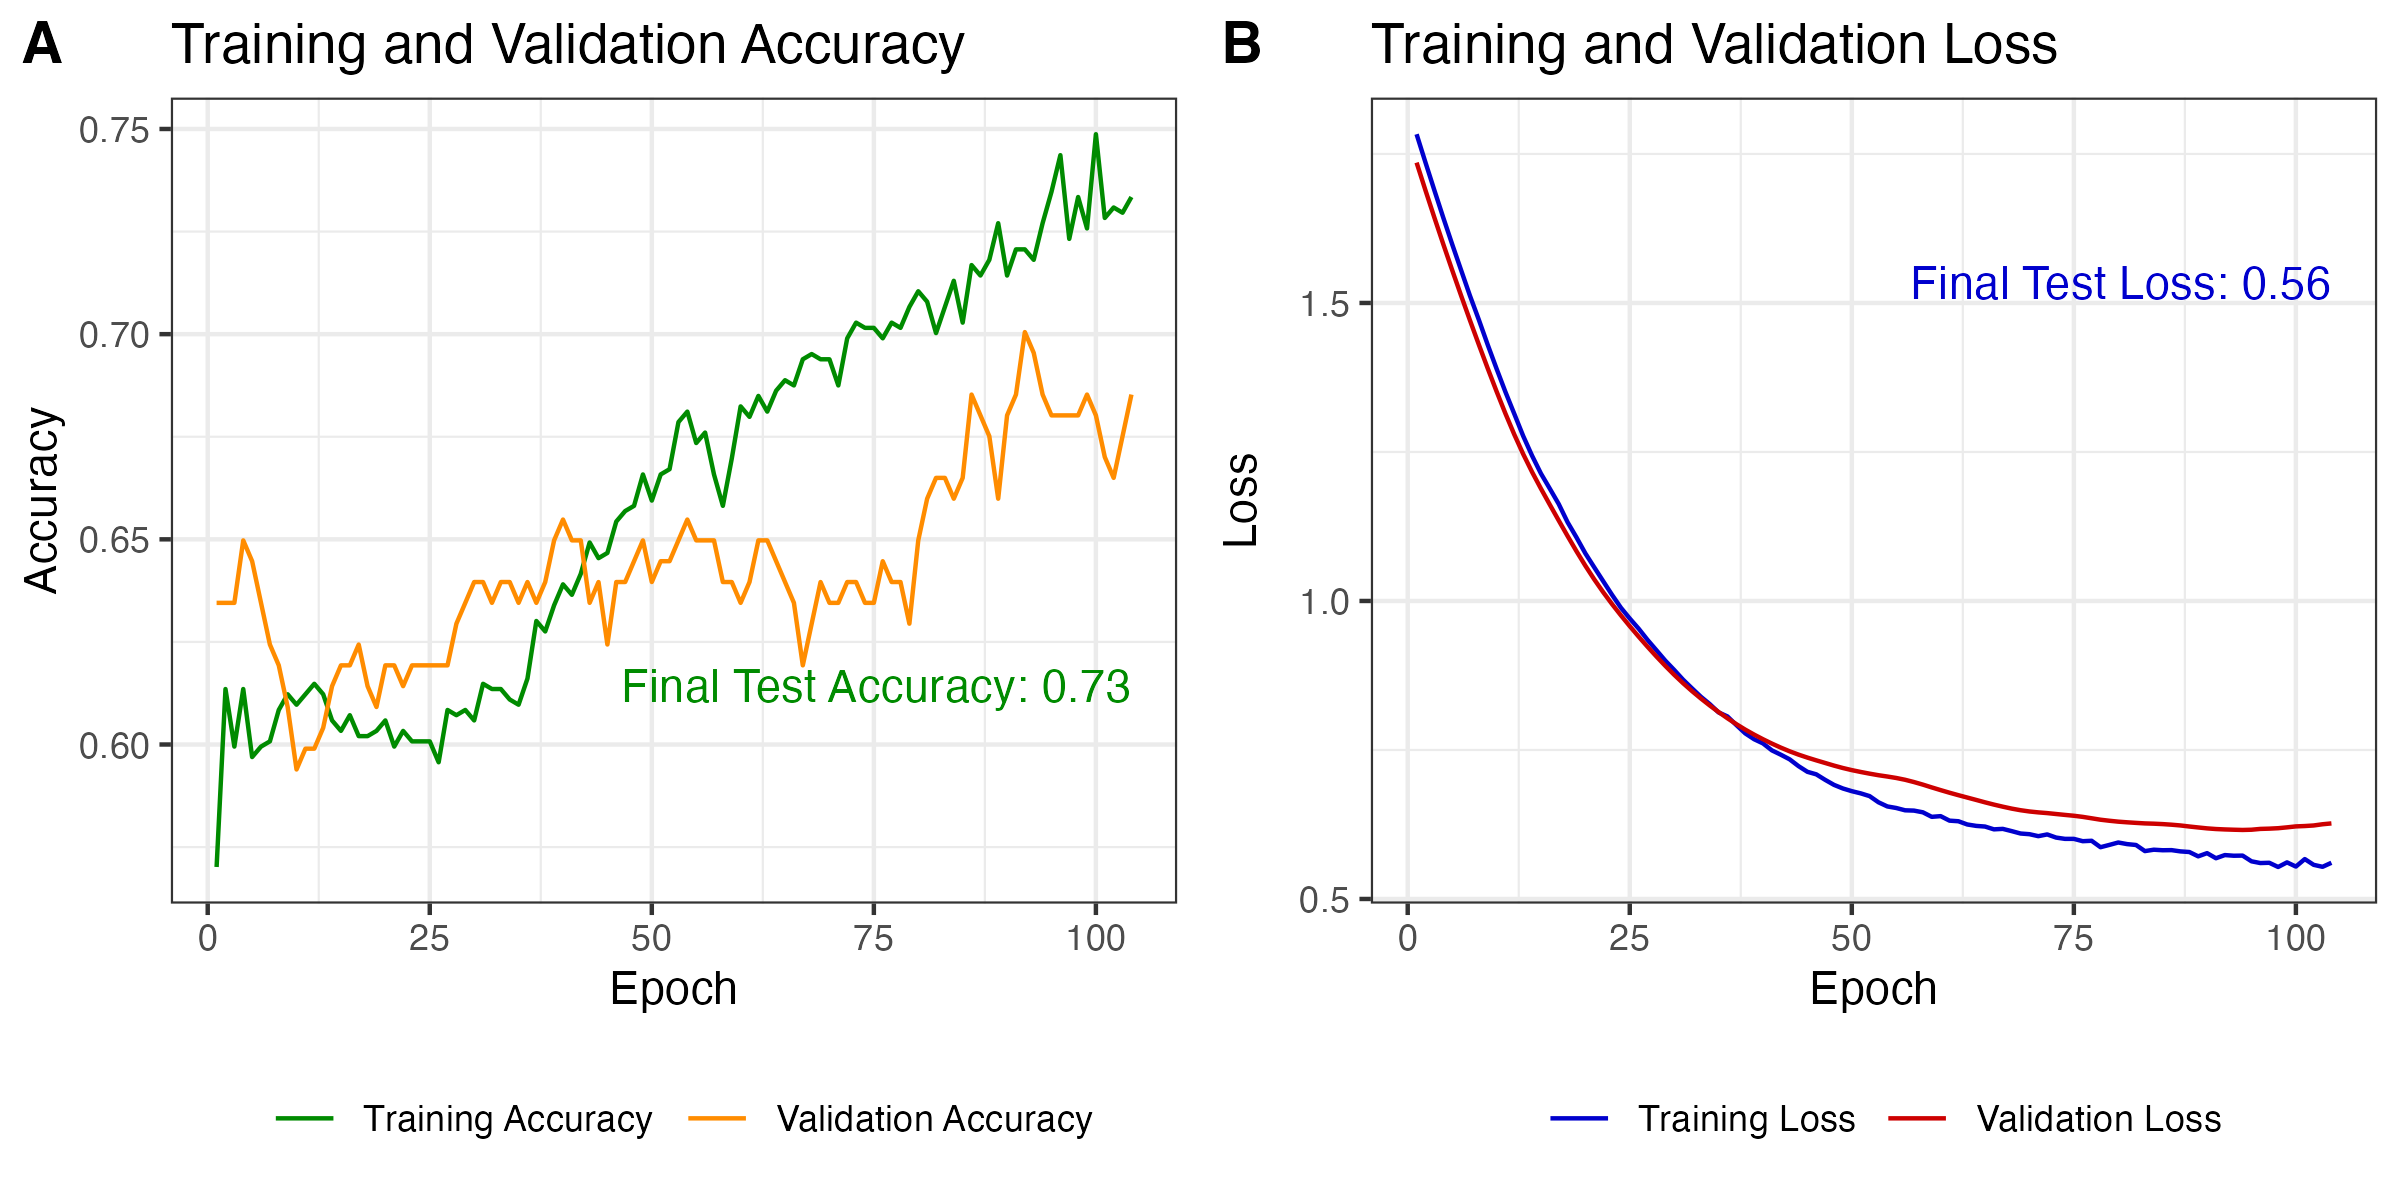 A Training and Validation Accuracy
Accuracy
0.75
0.70
0.65
0.60
Final Test Accuracy: 0.73
0 25 50 75 100
Epoch
Training Accuracy Validation Accuracy
B Training and Validation Loss
Loss
1.5
1.0
0.5
Final Test Loss: 0.56
0 25 50 75 100
Epoch
Training Loss Validation Loss